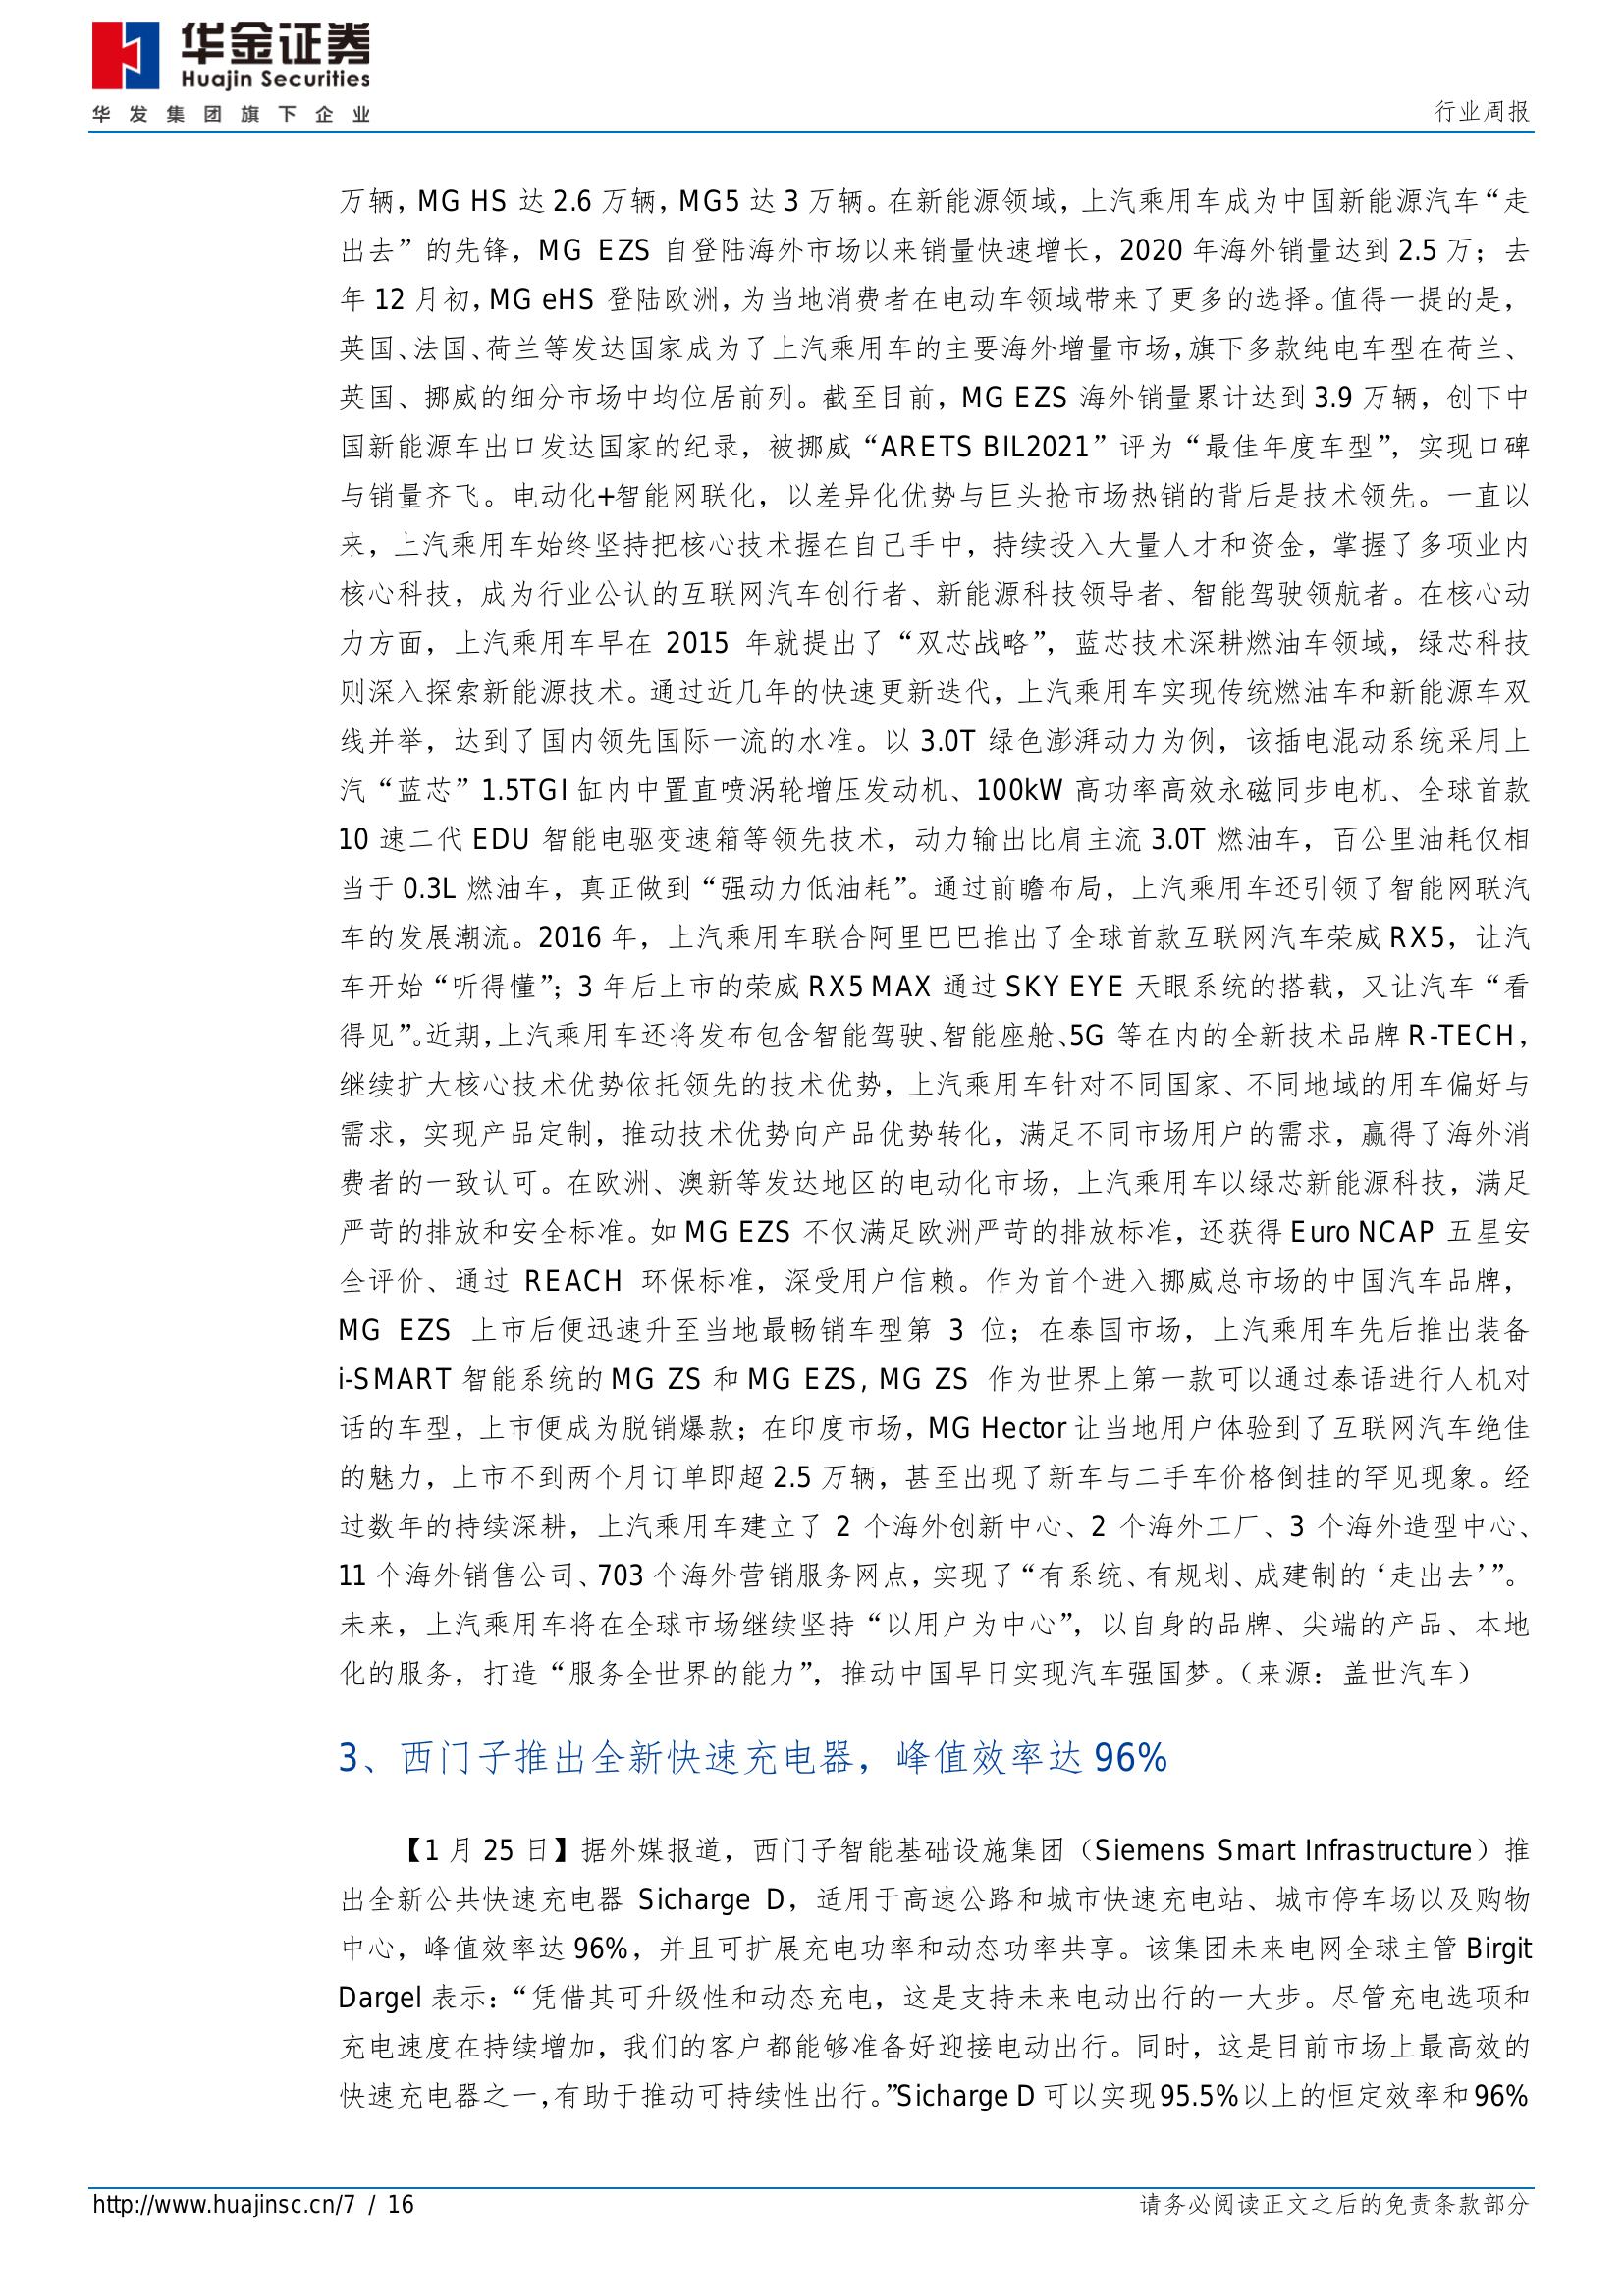 华金证券
Huajin Securities
华发集团旗下企业
行业周报
万辆，MG HS 达 2.6 万辆，MG5 达 3 万辆。在新能源领域，上汽乘用车成为中国新能源汽车“走
出去”的先锋，MG EZS 自登陆海外市场以来销量快速增长，2020 年海外销量达到 2.5 万；去
年 12 月初，MG eHS 登陆欧洲，为当地消费者在电动车领域带来了更多的选择。值得一提的是，
英国、法国、荷兰等发达国家成为了上汽乘用车的主要海外增量市场，旗下多款纯电车型在荷兰、
英国、挪威的细分市场中均位居前列。截至目前，MG EZS 海外销量累计达到 3.9 万辆，创下中
国新能源车出口发达国家的纪录，被挪威“ARETS BIL2021”评为“最佳年度车型”，实现口碑
与销量齐飞。电动化+智能网联化，以差异化优势与巨头抢市场热销的背后是技术领先。一直以
来，上汽乘用车始终坚持把核心技术握在自己手中，持续投入大量人才和资金，掌握了多项业内
核心科技，成为行业公认的互联网汽车创行者、新能源科技领导者、智能驾驶领航者。在核心动
力方面，上汽乘用车早在 2015 年就提出了“双芯战略”，蓝芯技术深耕燃油车领域，绿芯科技
则深入探索新能源技术。通过近几年的快速更新迭代，上汽乘用车实现传统燃油车和新能源车双
线并举，达到了国内领先国际一流的水准。以 3.0T 绿色澎湃动力为例，该插电混动系统采用上
汽“蓝芯”1.5TGI 缸内中置直喷涡轮增压发动机、100kW 高功率高效永磁同步电机、全球首款
10 速二代 EDU 智能电驱变速箱等领先技术，动力输出比肩主流 3.0T 燃油车，百公里油耗仅相
当于 0.3L 燃油车，真正做到“强动力低油耗”。通过前瞻布局，上汽乘用车还引领了智能网联汽
车的发展潮流。2016 年，上汽乘用车联合阿里巴巴推出了全球首款互联网汽车荣威 RX5，让汽
车开始“听得懂”；3 年后上市的荣威 RX5 MAX 通过 SKY EYE 天眼系统的搭载，又让汽车“看
得见”。近期，上汽乘用车还将发布包含智能驾驶、智能座舱、5G 等在内的全新技术品牌 R-TECH，
继续扩大核心技术优势依托领先的技术优势，上汽乘用车针对不同国家、不同地域的用车偏好与
需求，实现产品定制，推动技术优势向产品优势转化，满足不同市场用户的需求，赢得了海外消
费者的一致认可。在欧洲、澳新等发达地区的电动化市场，上汽乘用车以绿芯新能源科技，满足
严苛的排放和安全标准。如 MG EZS 不仅满足欧洲严苛的排放标准，还获得 Euro NCAP 五星安
全评价、通过 REACH 环保标准，深受用户信赖。作为首个进入挪威总市场的中国汽车品牌，
MG EZS 上市后便迅速升至当地最畅销车型第 3 位；在泰国市场，上汽乘用车先后推出装备
i-SMART 智能系统的 MG ZS 和 MG EZS, MG ZS 作为世界上第一款可以通过泰语进行人机对
话的车型，上市便成为脱销爆款；在印度市场，MG Hector 让当地用户体验到了互联网汽车绝佳
的魅力，上市不到两个月订单即超 2.5 万辆，甚至出现了新车与二手车价格倒挂的罕见现象。经
过数年的持续深耕，上汽乘用车建立了 2 个海外创新中心、2 个海外工厂、3 个海外造型中心、
11 个海外销售公司、703 个海外营销服务网点，实现了“有系统、有规划、成建制的‘走出去’”。
未来，上汽乘用车将在全球市场继续坚持“以用户为中心”，以自身的品牌、尖端的产品、本地
化的服务，打造“服务全世界的能力”，推动中国早日实现汽车强国梦。（来源：盖世汽车）
3、西门子推出全新快速充电器，峰值效率达 96%
【1 月 25 日】据外媒报道，西门子智能基础设施集团（Siemens Smart Infrastructure）推
出全新公共快速充电器 Sicharge D，适用于高速公路和城市快速充电站、城市停车场以及购物
中心，峰值效率达 96%，并且可扩展充电功率和动态功率共享。该集团未来电网全球主管 Birgit
Dargel 表示：“凭借其可升级性和动态充电，这是支持未来电动出行的一大步。尽管充电选项和
充电速度在持续增加，我们的客户都能够准备好迎接电动出行。同时，这是目前市场上最高效的
快速充电器之一，有助于推动可持续性出行。”Sicharge D 可以实现 95.5%以上的恒定效率和 96%
http://www.huajinsc.cn/7 / 16
请务必阅读正文之后的免责条款部分